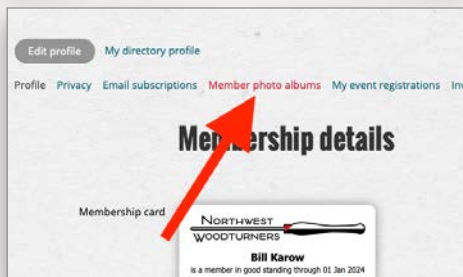 Edit profile My directory profile
Profile Privacy Email subscriptions Member photo albums My event registrations
Membership details
Membership card
NORTHWEST
WOODTURNERS
Bill Karow
is a member in good standing through 01 Jan 2024